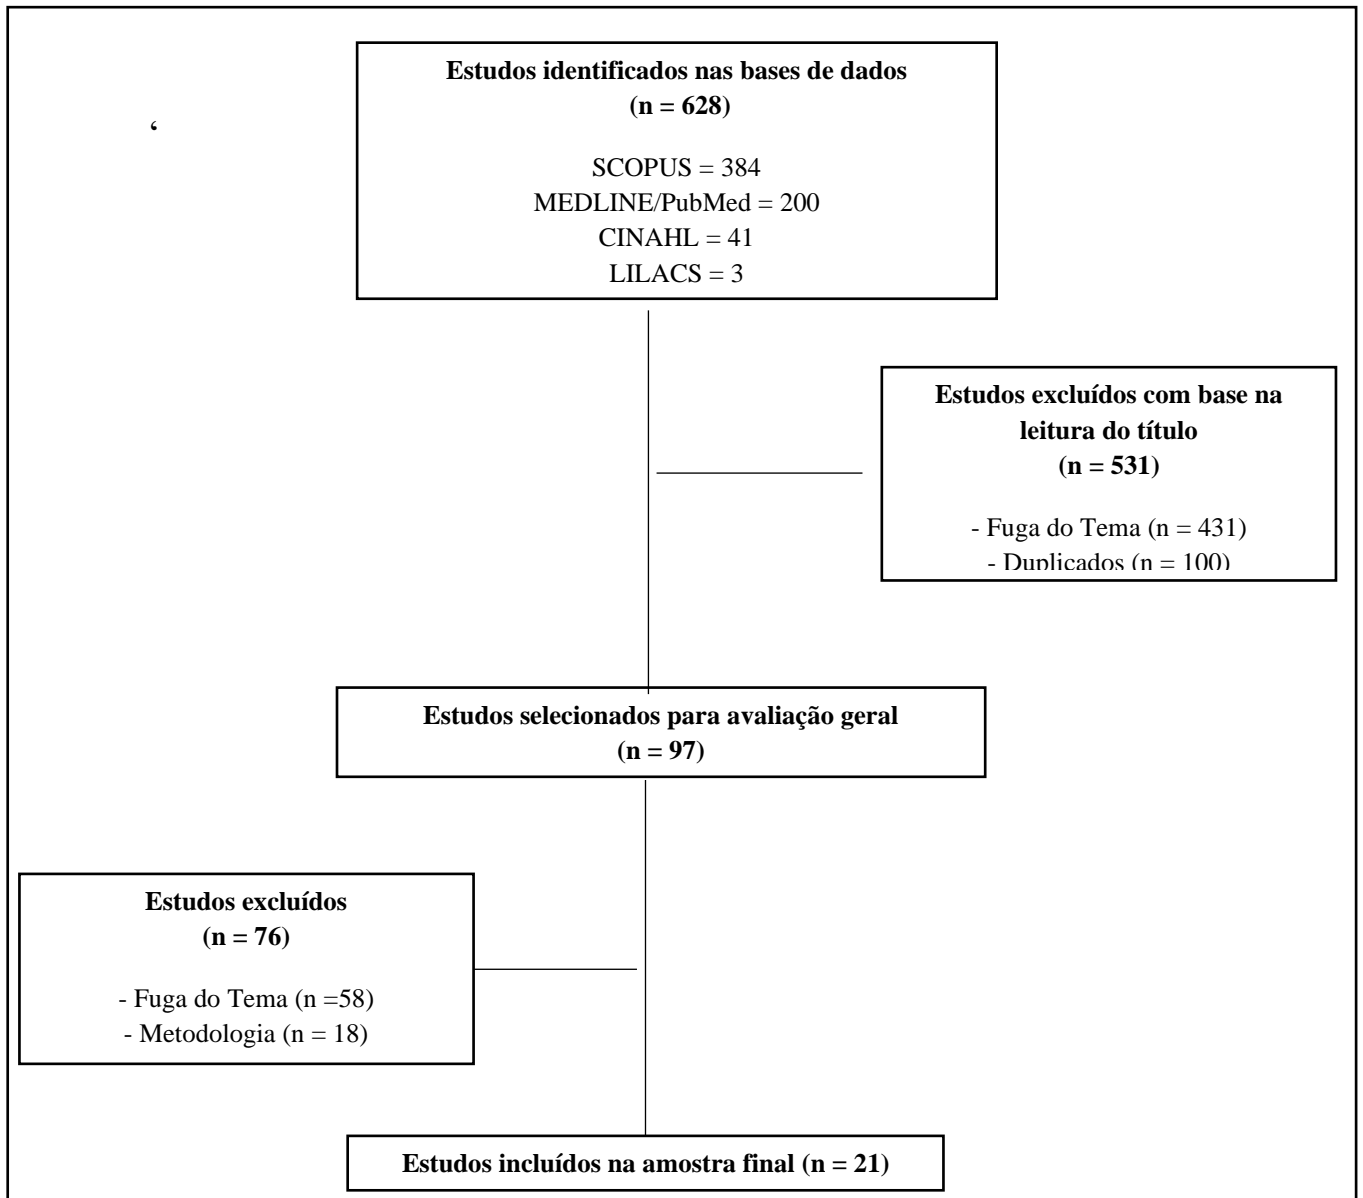 Estudos identificados nas bases de dados
(n = 628)
‘
SCOPUS = 384
MEDLINE/PubMed = 200
CINAHL = 41
LILACS = 3
Estudos excluídos com base na
leitura do título
(n = 531)
- Fuga do Tema (n = 431)
- Duplicados (n = 100)
Estudos selecionados para avaliação geral
(n = 97)
Estudos excluídos
(n = 76)
- Fuga do Tema (n =58)
- Metodologia (n = 18)
Estudos incluídos na amostra final (n = 21)